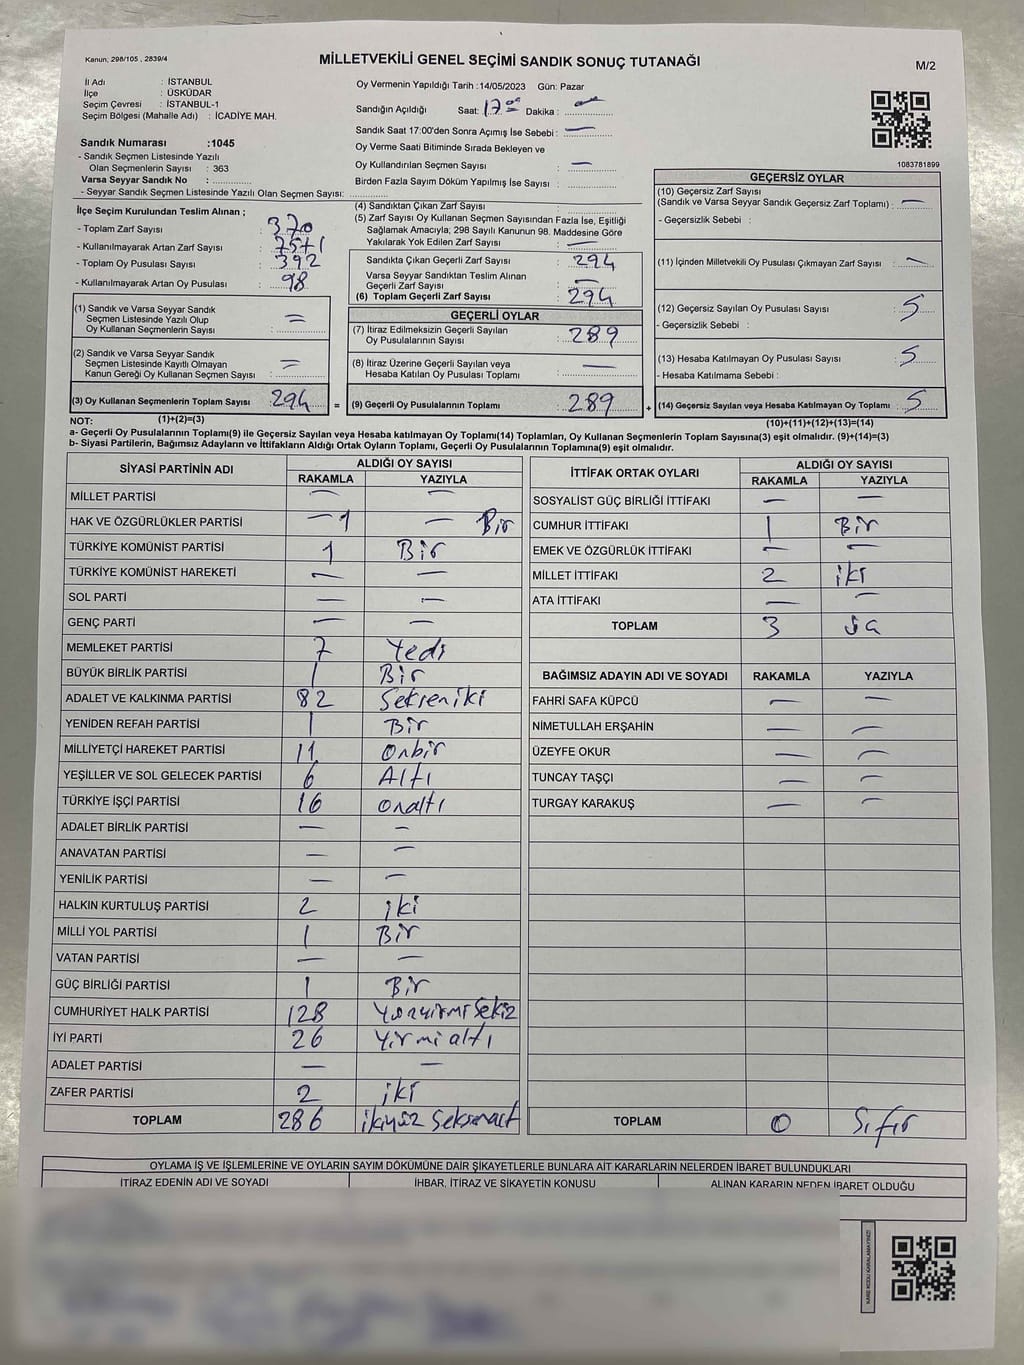 Kanun, 298/105 , 2839/4
MİLLETVEKİLİ GENEL SEÇİMİ SANDIK SONUÇ TUTANAĞI
M/2
İl Adı : İSTANBUL
İlçe : ÜSKÜDAR
Seçim Çevresi : İSTANBUL-1
Seçim Bölgesi (Mahalle Adı) : İCADİYE MAH.
Sandık Numarası :1045
- Sandık Seçmen Listesinde Yazılı
Olan Seçmenlerin Sayısı : 363
Varsa Seyyar Sandık No :
- Seyyar Sandık Seçmen Listesinde Yazılı Olan Seçmen Sayısı:
Oy Vermenin Yapıldığı Tarih :14/05/2023 Gün: Pazar
Sandığın Açıldığı Saat: 17 00 Dakika : —
Sandık Saat 17:00'den Sonra Açımış İse Sebebi : —
Oy Verme Saati Bitiminde Sırada Bekleyen ve
Oy Kullandırılan Seçmen Sayısı : —
Birden Fazla Sayım Döküm Yapılmış İse Sayısı :
1083781899
İlçe Seçim Kurulundan Teslim Alınan ;
- Toplam Zarf Sayısı : 370
- Kullanılmayarak Artan Zarf Sayısı :
- Toplam Oy Pusulası Sayısı : 392
- Kullanılmayarak Artan Oy Pusulası : 98
(4) Sandıktan Çıkan Zarf Sayısı :
(5) Zarf Sayısı Oy Kullanan Seçmen Sayısından Fazla İse, Eşitliği
Sağlamak Amacıyla; 298 Sayılı Kanunun 98. Maddesine Göre
Yakılarak Yok Edilen Zarf Sayısı : —
Sandıkta Çıkan Geçerli Zarf Sayısı : 294
Varsa Seyyar Sandıktan Teslim Alınan
Geçerli Zarf Sayısı : —
(6) Toplam Geçerli Zarf Sayısı : 294
GEÇERSİZ OYLAR
(10) Geçersiz Zarf Sayısı
(Sandık ve Varsa Seyyar Sandık Geçersiz Zarf Toplamı) : —
- Geçersizlik Sebebi :
(11) İçinden Milletvekili Oy Pusulası Çıkmayan Zarf Sayısı : —
(12) Geçersiz Sayılan Oy Pusulası Sayısı : 5
- Geçersizlik Sebebi :
(13) Hesaba Katılmayan Oy Pusulası Sayısı : 5
- Hesaba Katılmama Sebebi :
(14) Geçersiz Sayılan veya Hesaba Katılmayan Oy Toplamı : 5
(10)+(11)+(12)+(13)=(14)
(1) Sandık ve Varsa Seyyar Sandık
Seçmen Listesinde Yazılı Olup
Oy Kullanan Seçmenlerin Sayısı : =
(2) Sandık ve Varsa Seyyar Sandık
Seçmen Listesinde Kayıtlı Olmayan
Kanun Gereği Oy Kullanan Seçmen Sayısı : =
(3) Oy Kullanan Seçmenlerin Toplam Sayısı : 294 =
(1)+(2)=(3)
GEÇERLİ OYLAR
(7) İtiraz Edilmeksizin Geçerli Sayılan
Oy Pusulalarının Sayısı : 289
(8) İtiraz Üzerine Geçerli Sayılan veya
Hesaba Katılan Oy Pusulası Toplamı : —
(9) Geçerli Oy Pusulalarının Toplamı : 289 +
NOT:
a- Geçerli Oy Pusulasının Toplamı(9) ile Geçersiz Sayılan veya Hesaba katılmayan Oy Toplamı(14) Toplamları, Oy Kullanan Seçmenlerin Toplam Sayısına(3) eşit olmalıdır. (9)+(14)=(3)
b- Siyasi Partilerin, Bağımsız Adayların ve İttifakların Aldığı Ortak Oyların Toplamı, Geçerli Oy Pusulalarının Toplamına(9) eşit olmalıdır.
SİYASİ PARTİNİN ADI ALDIĞI OY SAYISI
RAKAMLA YAZIYLA
MİLLET PARTİSİ — —
HAK VE ÖZGÜRLÜKLER PARTİSİ — 1 — Bir
TÜRKİYE KOMÜNİST PARTİSİ 1 Bir
TÜRKİYE KOMÜNİST HAREKETİ — —
SOL PARTİ — —
GENÇ PARTİ — —
MEMLEKET PARTİSİ 7 Yedi
BÜYÜK BİRLİK PARTİSİ 1 Bir
ADALET VE KALKINMA PARTİSİ 82 Sekseniki
YENİDEN REFAH PARTİSİ 1 Bir
MİLLİYETÇİ HAREKET PARTİSİ 11 Onbir
YEŞİLLER VE SOL GELECEK PARTİSİ 6 Altı
TÜRKİYE İŞÇİ PARTİSİ 16 Onaltı
ADALET BİRLİK PARTİSİ — —
ANAVATAN PARTİSİ — —
YENİLİK PARTİSİ — —
HALKIN KURTULUŞ PARTİSİ 2 iki
MİLLİ YOL PARTİSİ 1 Bir
VATAN PARTİSİ — —
GÜÇ BİRLİĞİ PARTİSİ 1 Bir
CUMHURİYET HALK PARTİSİ 128 Yüzyirmi Sekiz
İYİ PARTİ 26 Yirmi altı
ADALET PARTİSİ — —
ZAFER PARTİSİ 2 iki
TOPLAM 286
İTTİFAK ORTAK OYLARI ALDIĞI OY SAYISI
RAKAMLA YAZIYLA
SOSYALİST GÜÇ BİRLİĞİ İTTİFAKI — —
CUMHUR İTTİFAKI 1 Bir
EMEK VE ÖZGÜRLÜK İTTİFAKI — —
MİLLET İTTİFAKI 2 iki
ATA İTTİFAKI — —
TOPLAM 3 üç
BAĞIMSIZ ADAYIN ADI VE SOYADI RAKAMLA YAZIYLA
FAHRİ SAFA KÜPCÜ — —
NİMETULLAH ERŞAHİN — —
ÜZEYFE OKUR — —
TUNCAY TAŞÇI — —
TURGAY KARAKUŞ — —
TOPLAM 0 Sıfır
OYLAMA İŞ VE İŞLEMLERİNE VE OYLARIN SAYIM DÖKÜMÜNE DAİR ŞİKAYETLERLE BUNLARA AİT KARARLARIN NELERDEN İBARET BULUNDUKLARI
İTİRAZ EDENİN ADI VE SOYADI İHBAR, İTİRAZ VE ŞİKAYETİN KONUSU ALINAN KARARIN NEDEN İBARET OLDUĞU